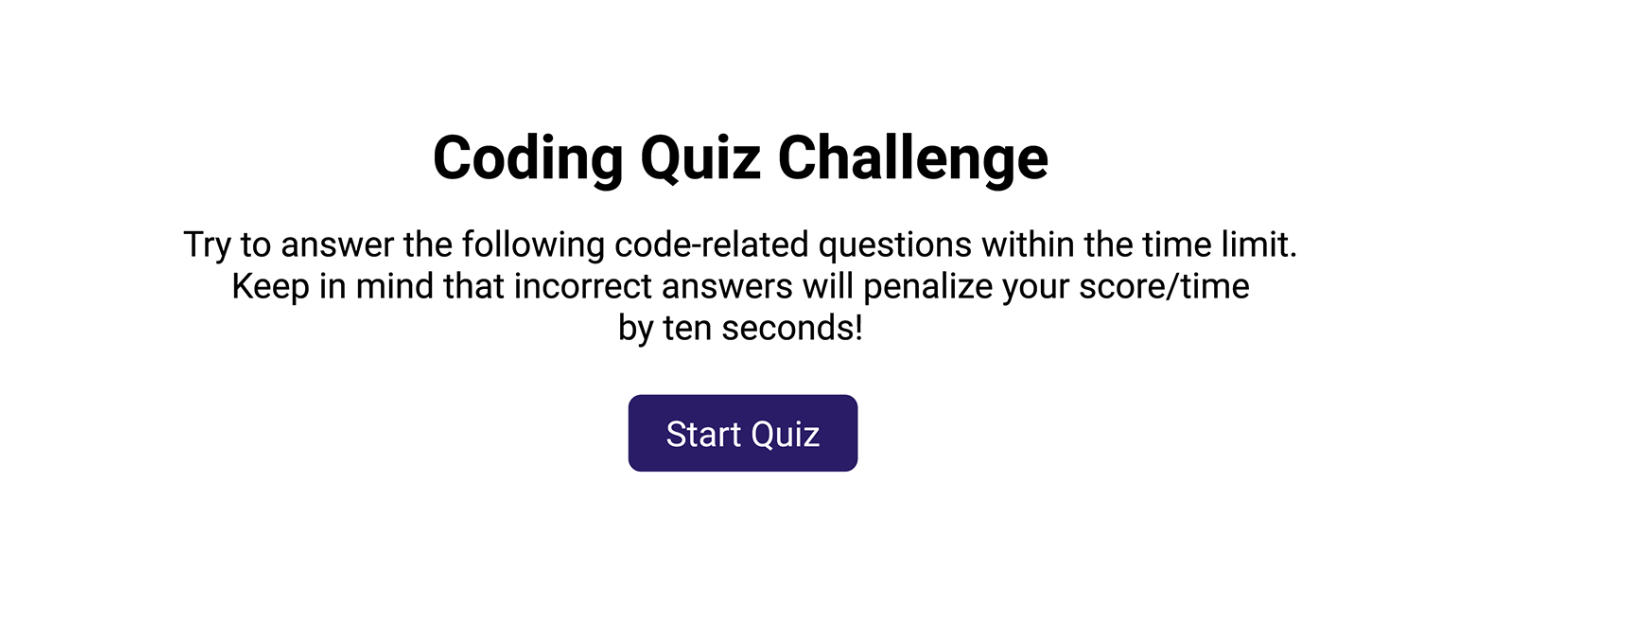 Coding Quiz Challenge
Try to answer the following code-related questions within the time limit.
Keep in mind that incorrect answers will penalize your score/time
by ten seconds!
Start Quiz